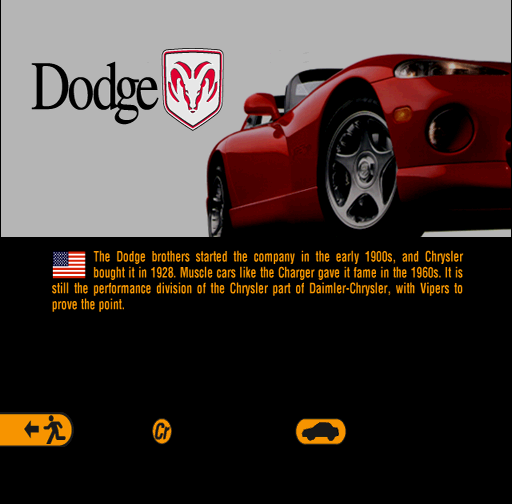 Dodge
The Dodge brothers started the company in the early 1900s, and Chrysler
bought it in 1928. Muscle cars like the Charger gave it fame in the 1960s. It is
still the performance division of the Chrysler part of Daimler-Chrysler, with Vipers to
prove the point.
Cr